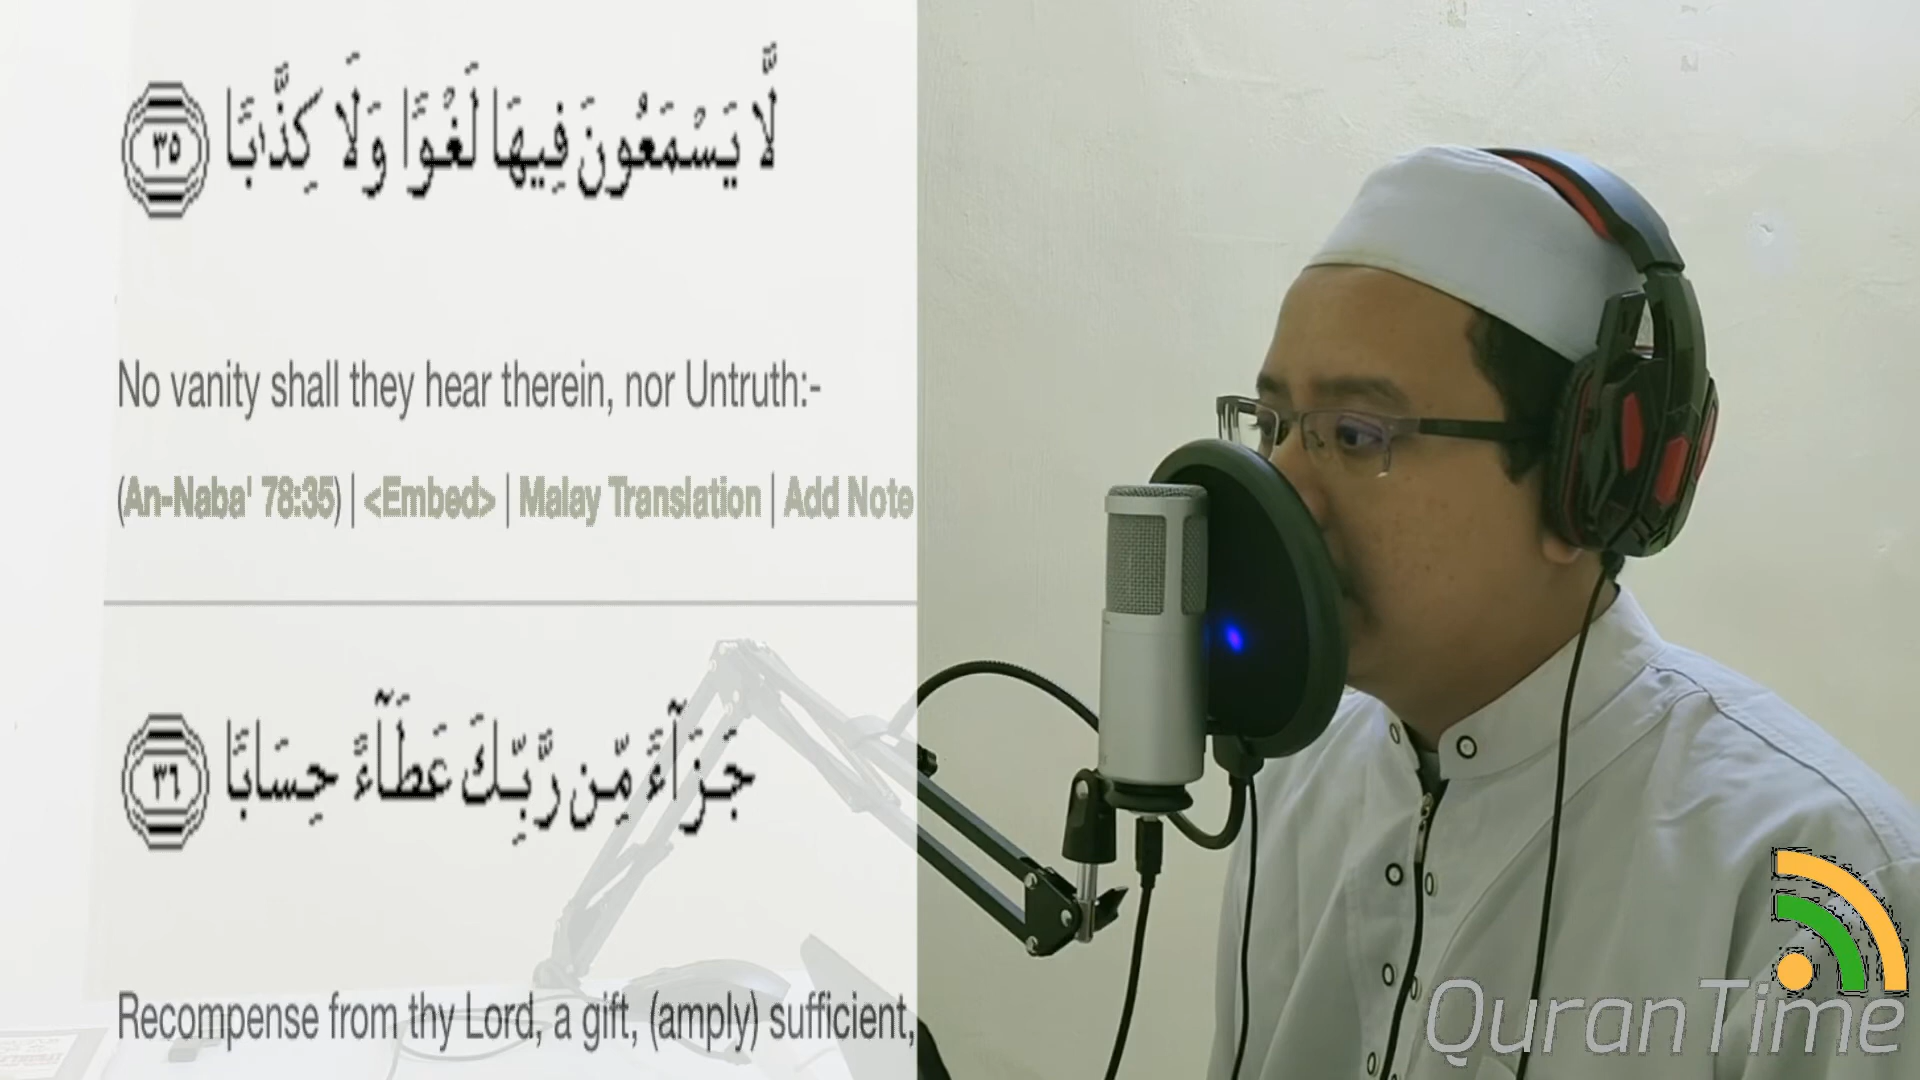 لَّا يَسْمَعُونَ فِيهَا لَغْوًا وَلَا كِذَّٰبًا ٣٥
No vanity shall they hear therein, nor Untruth:-
(An-Naba' 78:35) | <Embed> | Malay Translation | Add Note
جَزَآءً مِّن رَّبِّكَ عَطَآءً حِسَابًا ٣٦
Recompense from thy Lord, a gift, (amply) sufficient,
QuranTime